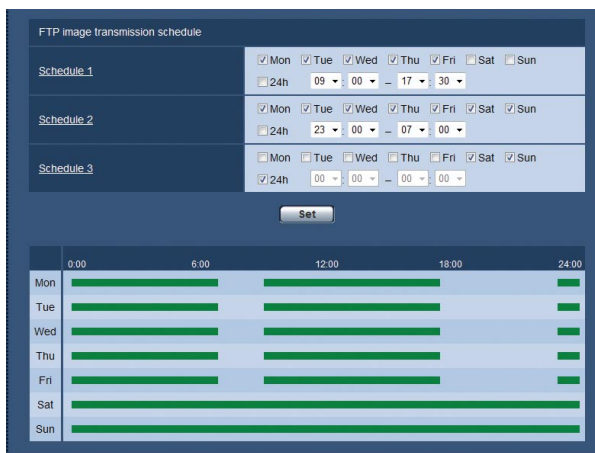 FTP image transmission schedule
Schedule 1
Mon Tue Wed Thu Fri Sat Sun
24h 09 : 00 – 17 : 30
Schedule 2
Mon Tue Wed Thu Fri Sat Sun
24h 23 : 00 – 07 : 00
Schedule 3
Mon Tue Wed Thu Fri Sat Sun
24h 00 : 00 – 00 : 00
Set
0:00 6:00 12:00 18:00 24:00
Mon
Tue
Wed
Thu
Fri
Sat
Sun